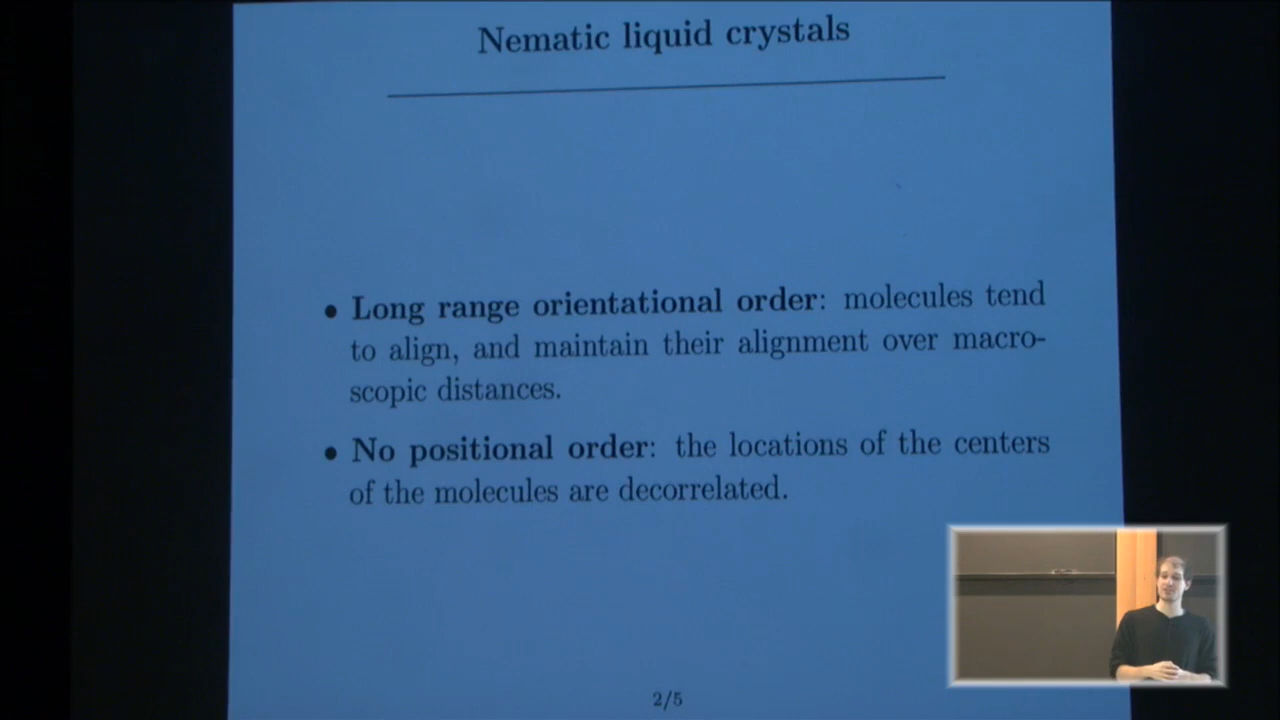 Nematic liquid crystals
• Long range orientational order: molecules tend
to align, and maintain their alignment over macro-
scopic distances.
• No positional order: the locations of the centers
of the molecules are decorrelated.
2/5